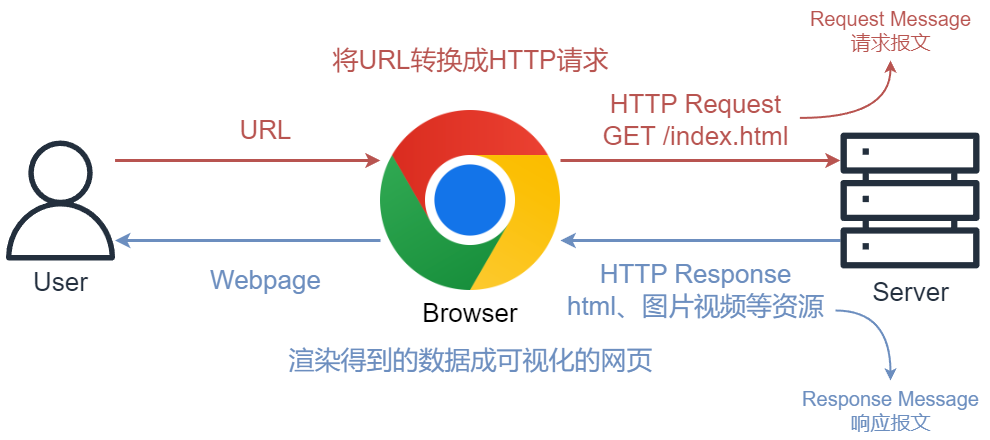 Request Message
请求报文
将URL转换成HTTP请求
HTTP Request
GET /index.html
URL
User
Webpage
Browser
HTTP Response
html、图片视频等资源
Server
渲染得到的数据成可视化的网页
Response Message
响应报文